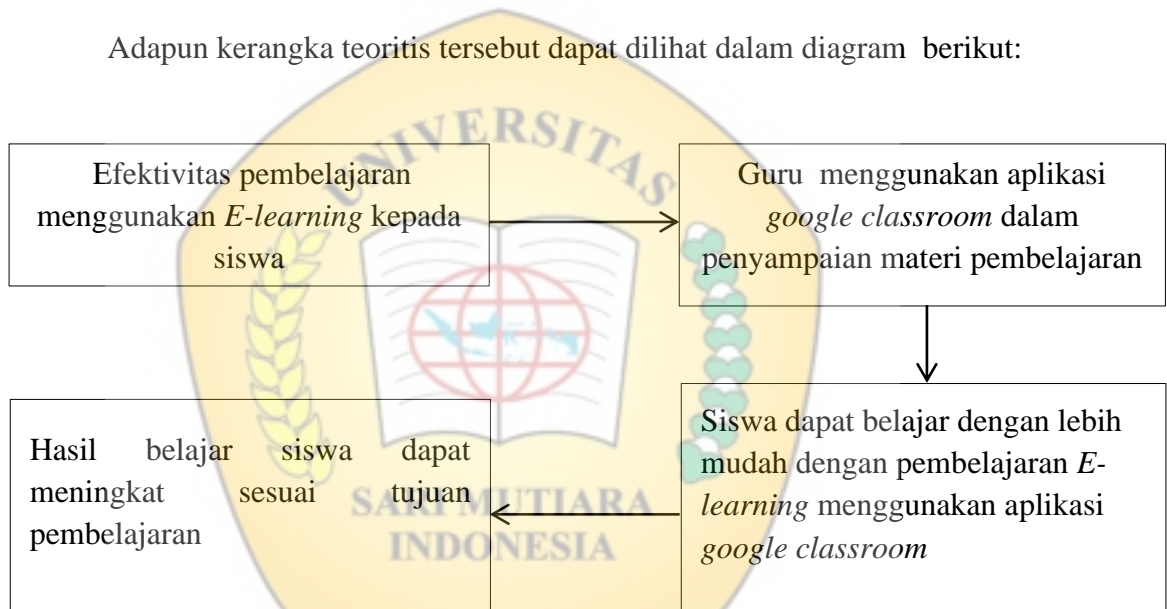 Adapun kerangka teoritis tersebut dapat dilihat dalam diagram berikut:
UNIVERSITAS
Efektivitas pembelajaran
menggunakan E-learning kepada
siswa
Guru menggunakan aplikasi
google classroom dalam
penyampaian materi pembelajaran
Siswa dapat belajar dengan lebih
mudah dengan pembelajaran E-
learning menggunakan aplikasi
google classroom
Hasil belajar siswa dapat
meningkat sesuai tujuan
pembelajaran
SARI MUTIARA
INDONESIA